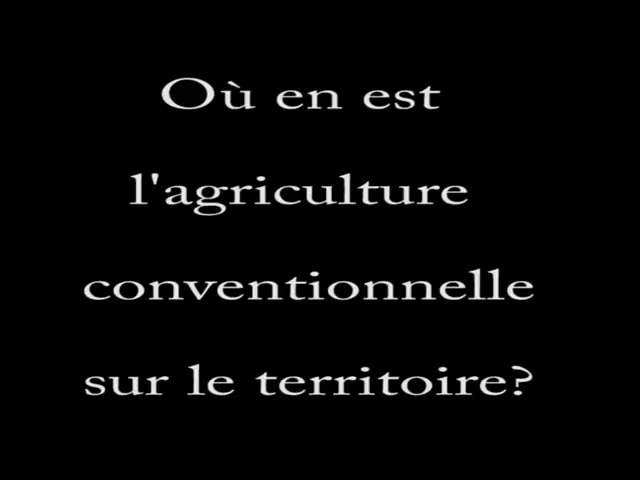 Où en est
l'agriculture
conventionnelle
sur le territoire?